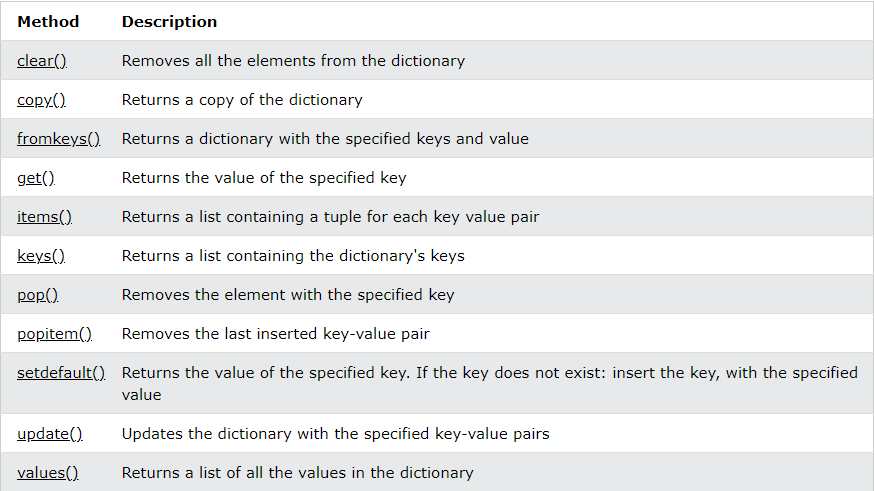 Method Description
clear() Removes all the elements from the dictionary
copy() Returns a copy of the dictionary
fromkeys() Returns a dictionary with the specified keys and value
get() Returns the value of the specified key
items() Returns a list containing a tuple for each key value pair
keys() Returns a list containing the dictionary's keys
pop() Removes the element with the specified key
popitem() Removes the last inserted key-value pair
setdefault() Returns the value of the specified key. If the key does not exist: insert the key, with the specified
value
update() Updates the dictionary with the specified key-value pairs
values() Returns a list of all the values in the dictionary